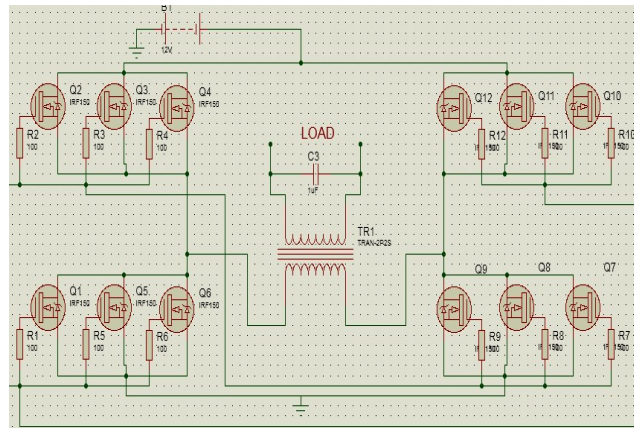 B1
12V
Q2
IRF150
Q3
IRF150
Q4
IRF150
R2
100
R3
100
R4
100
LOAD
C3
1uF
TR1
TRAN-2P2S
Q12
Q11
Q10
R12
R11
R10
Q1
IRF150
Q5
IRF150
Q6
IRF150
R1
100
R5
100
R6
100
Q9
Q8
Q7
R9
R8
R7